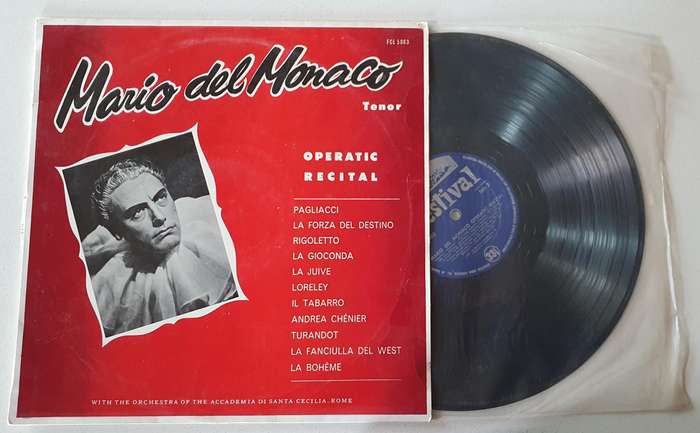 FCL 5083
Mario del Monaco
Tenor
OPERATIC
RECITAL
PAGLIACCI
LA FORZA DEL DESTINO
RIGOLETTO
LA GIOCONDA
LA JUIVE
LORELEY
IL TABARRO
ANDREA CHÉNIER
TURANDOT
LA FANCIULLA DEL WEST
LA BOHÈME
WITH THE ORCHESTRA OF THE ACCADEMIA DI SANTA CECILIA, ROME
Festival